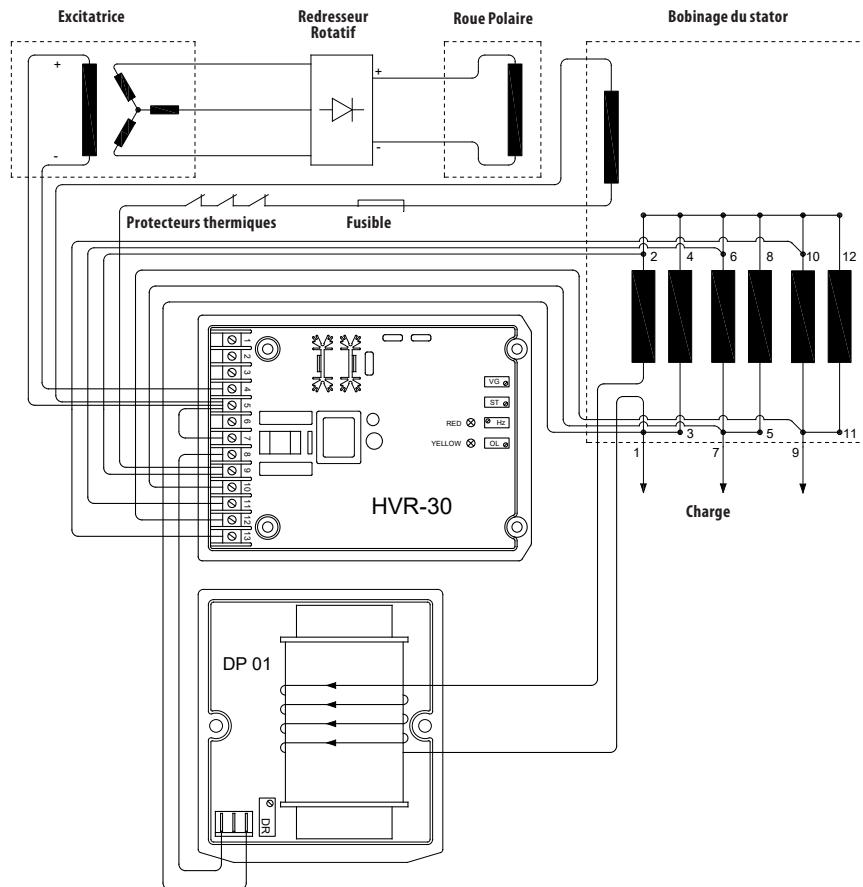 Excitatrice
Redresseur
Rotatif
Roue Polaire
Bobinage du stator
+
-
+
-
Protecteurs thermiques
Fusible
2
4
6
8
10
12
1
2
3
4
5
6
7
8
9
10
11
12
13
VG
ST
RED
Hz
YELLOW
OL
HVR-30
1
3
7
5
9
11
Charge
DP 01
DR